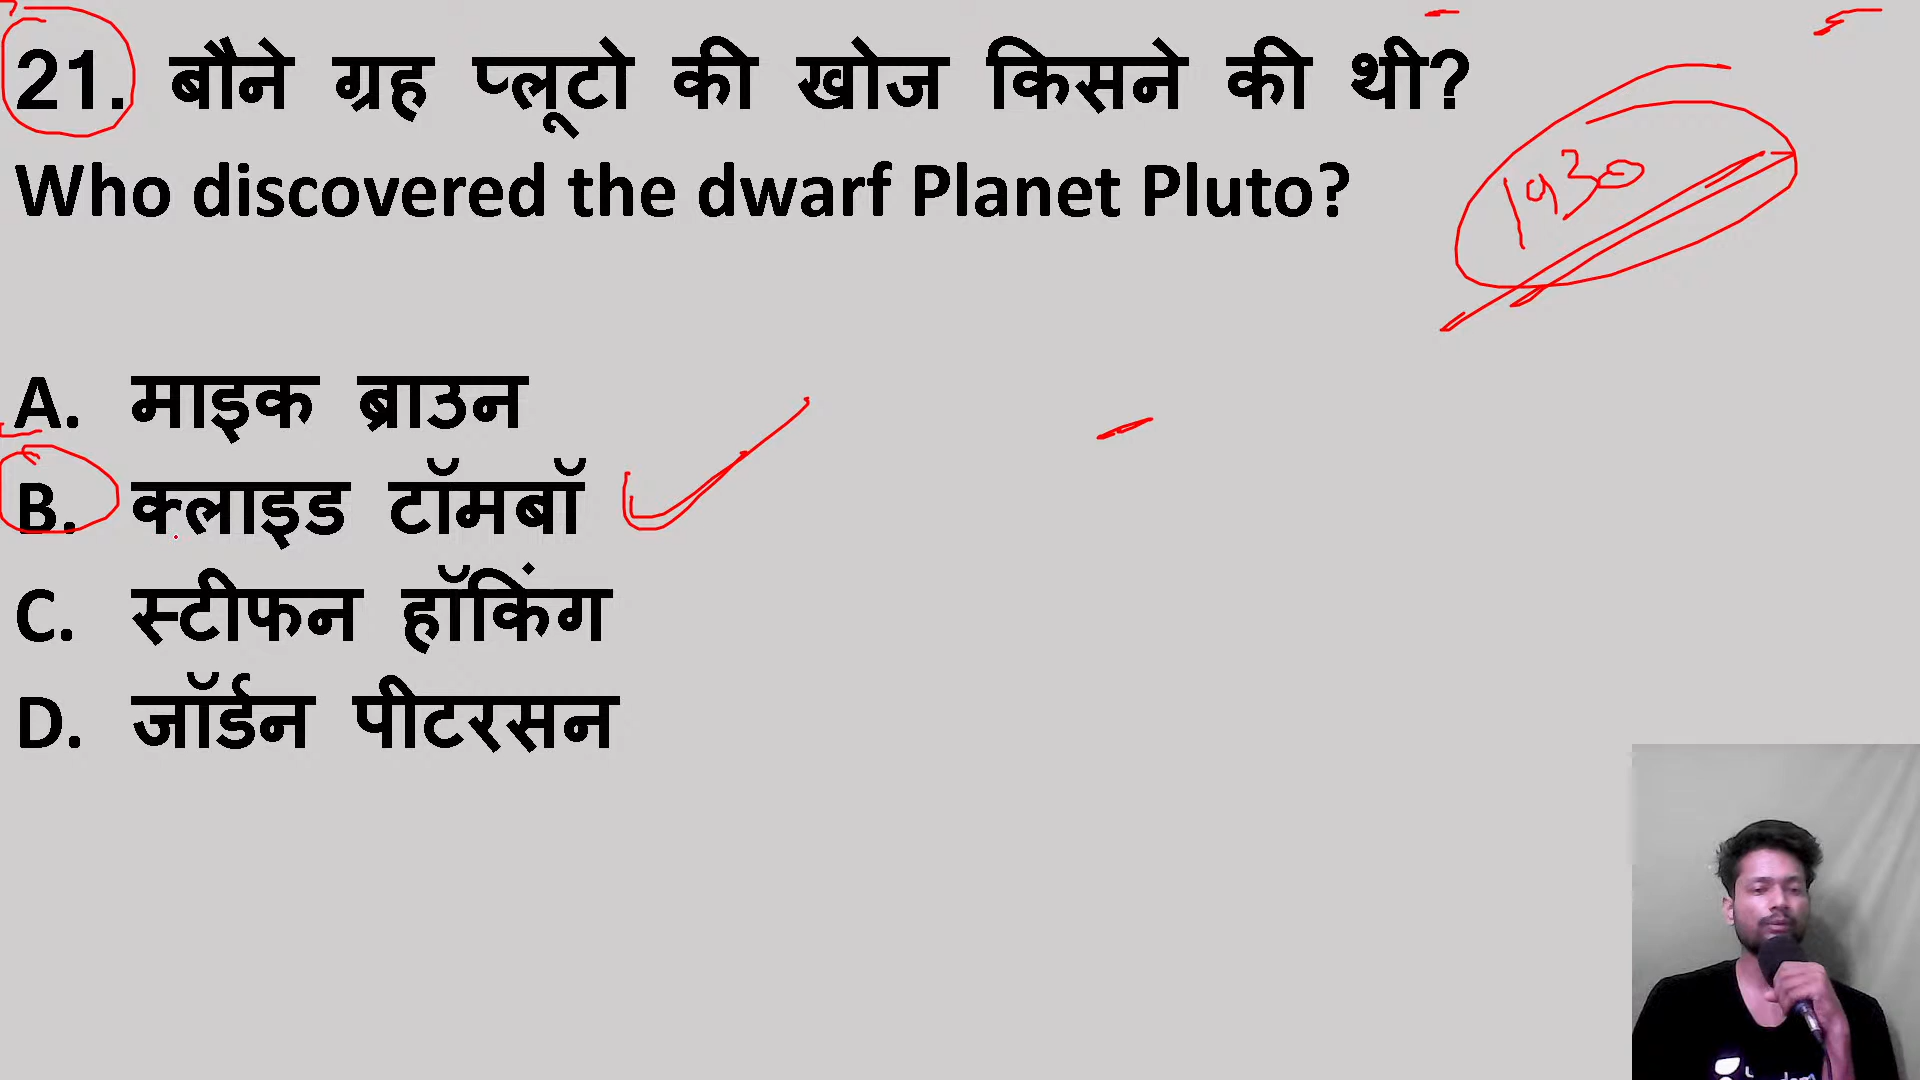 21. बौने ग्रह प्लूटो की खोज किसने की थी?
Who discovered the dwarf Planet Pluto?
1930
A. माइक ब्राउन
B. क्लाइड टॉमबॉ
C. स्टीफन हॉकिंग
D. जॉर्डन पीटरसन